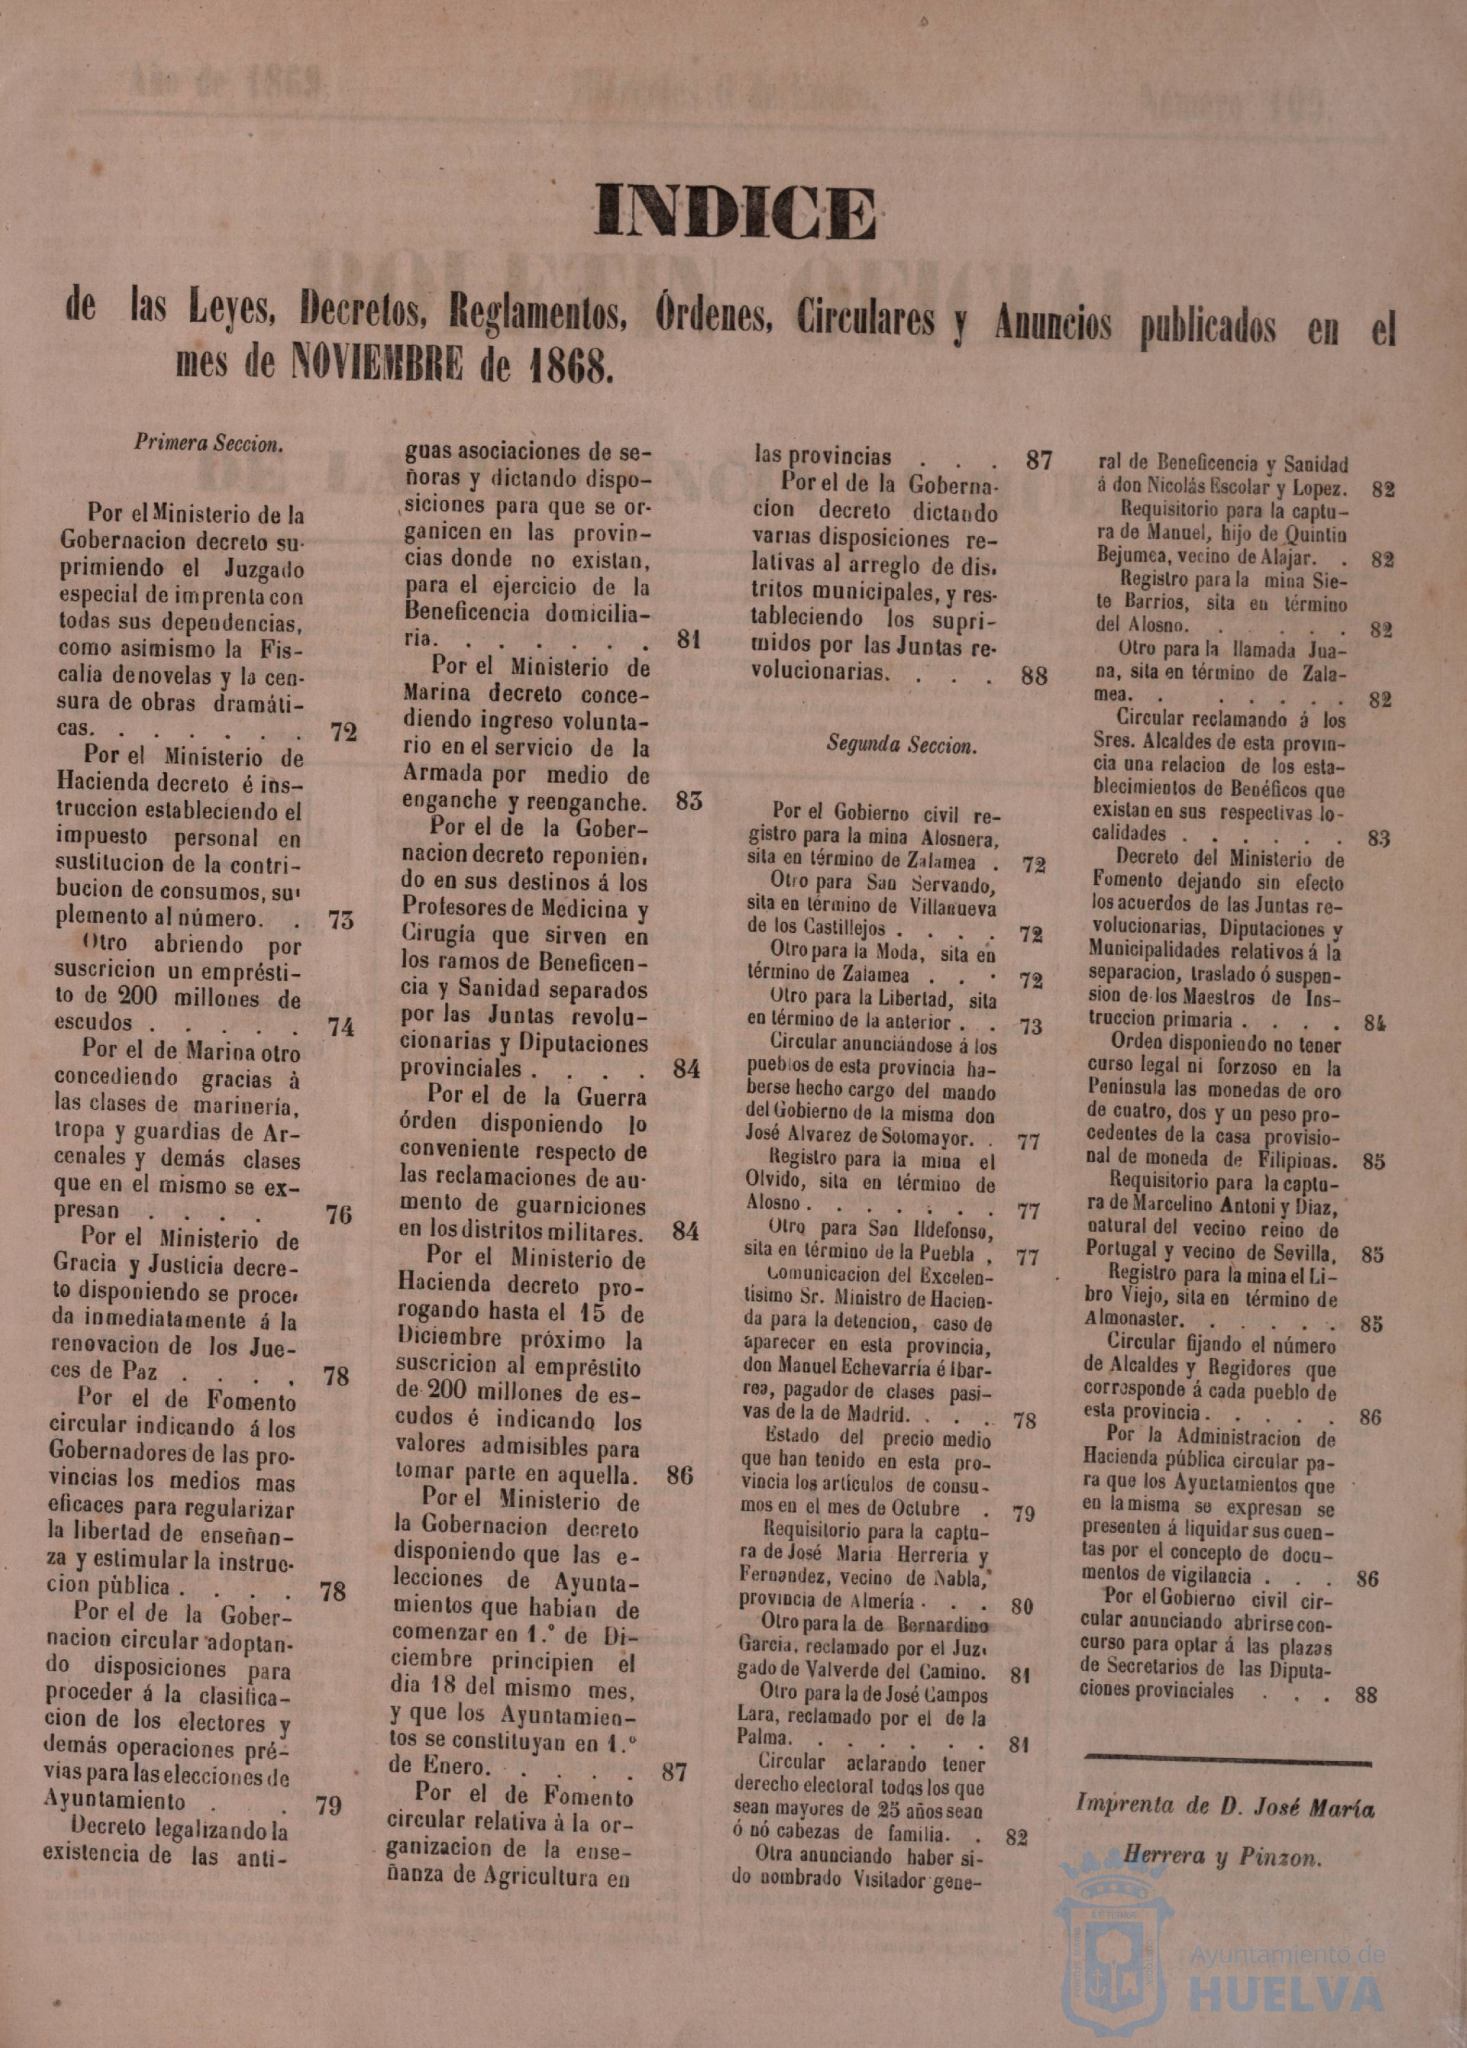 INDICE
de las Leyes, Decretos, Reglamentos, Órdenes, Circulares y Anuncios publicados en el
mes de NOVIEMBRE de 1868.
Primera Seccion.
Por el Ministerio de la
Gobernacion decreto su-
primiendo el Juzgado
especial de imprenta con
todas sus dependencias,
como asimismo la Fis-
calía de novelas y la cen-
sura de obras dramáti-
cas. . . . . . . 72
Por el Ministerio de
Hacienda decreto é ins-
truccion estableciendo el
impuesto personal en
sustitucion de la contri-
bucion de consumos, su-
plemento al número. . 73
Otro abriendo por
suscricion un emprésti-
to de 200 millones de
escudos . . . . . 74
Por el de Marina otro
concediendo gracias à
las clases de marinería,
tropa y guardias de Ar-
cenales y demás clases
que en el mismo se ex-
presan . . . . 76
Por el Ministerio de
Gracia y Justicia decre-
to disponiendo se proce-
da inmediatamente á la
renovacion de los Jue-
ces de Paz . . . . 78
Por el de Fomento
circular indicando á los
Gobernadores de las pro-
vincias los medios mas
eficaces para regularizar
la libertad de enseñan-
za y estimular la instruc-
cion pública . . . . 78
Por el de la Gober-
nacion circular adoptan-
do disposiciones para
proceder á la clasifica-
cion de los electores y
demás operaciones pré-
vias para las elecciones de
Ayuntamiento . . 79
Decreto legalizando la
existencia de las anti-
guas asociaciones de se-
ñoras y dictando dispo-
siciones para que se or-
ganicen en las provin-
cias donde no existan,
para el ejercicio de la
Beneficencia domicilia-
ria. . . . . . . 81
Por el Ministerio de
Marina decreto conce-
diendo ingreso volunta-
rio en el servicio de la
Armada por medio de
enganche y reenganche. 83
Por el de la Gober-
nacion decreto reponien-
do en sus destinos á los
Profesores de Medicina y
Cirugía que sirven en
los ramos de Beneficen-
cia y Sanidad separados
por las Juntas revolu-
cionarias y Diputaciones
provinciales . . . . 84
Por el de la Guerra
órden disponiendo lo
conveniente respecto de
las reclamaciones de au-
mento de guarniciones
en los distritos militares. 84
Por el Ministerio de
Hacienda decreto pro-
rogando hasta el 15 de
Diciembre próximo la
suscricion al empréstito
de 200 millones de es-
cudos é indicando los
valores admisibles para
tomar parte en aquella. 86
Por el Ministerio de
la Gobernacion decreto
disponiendo que las e-
lecciones de Ayunta-
mientos que habian de
comenzar en 1.º de Di-
ciembre principien el
dia 18 del mismo mes,
y que los Ayuntamien-
tos se constituyan en 1.º
de Enero. . . . . 87
Por el de Fomento
circular relativa à la or-
ganizacion de la ense-
ñanza de Agricultura en
las provincias . . . 87
Por el de la Goberna-
cion decreto dictando
varias disposiciones re-
lativas al arreglo de dis-
tritos municipales, y res-
tableciendo los supri-
midos por las Juntas re-
volucionarias. . . . 88
Segunda Seccion.
Por el Gobierno civil re-
gistro para la mina Alosnera,
sita en término de Zalamea . 72
Otro para San Servando,
sita en término de Villanueva
de los Castillejos . . . . 72
Otro para la Moda, sita en
término de Zalamea . . . 72
Otro para la Libertad, sita
en término de la anterior . . 73
Circular anunciándose á los
pueblos de esta provincia ha-
berse hecho cargo del mando
del Gobierno de la misma don
José Alvarez de Sotomayor. . 77
Registro para la mina el
Olvido, sita en término de
Alosno . . . . . . . 77
Otro para San Ildefonso,
sita en término de la Puebla . 77
Comunicacion del Excelen-
tísimo Sr. Ministro de Hacien-
da para la detencion, caso de
aparecer en esta provincia,
don Manuel Echevarría é Ibar-
rea, pagador de clases pasi-
vas de la de Madrid. . . . 78
Estado del precio medio
que han tenido en esta pro-
vincia los artículos de consu-
mos en el mes de Octubre . 79
Requisitorio para la captu-
ra de José Maria Herrería y
Fernandez, vecino de Nabla,
provincia de Almería . . . 80
Otro para la de Bernardino
Garcia, reclamado por el Juz-
gado de Valverde del Camino. 81
Otro para la de José Campos
Lara, reclamado por el de la
Palma. . . . . . . 81
Circular aclarando tener
derecho electoral todos los que
sean mayores de 25 años sean
ó nó cabezas de familia. . 82
Otra anunciando haber si-
do nombrado Visitador gene-
ral de Beneficencia y Sanidad
á don Nicolás Escolar y Lopez. 82
Requisitorio para la captu-
ra de Manuel, hijo de Quintin
Bejumea, vecino de Alajar. . 82
Registro para la mina Sie-
te Barrios, sita en término
del Alosno. . . . . . 82
Otro para la llamada Jua-
na, sita en término de Zala-
mea. . . . . . . 82
Circular reclamando á los
Sres. Alcaldes de esta provin-
cia una relacion de los esta-
blecimientos de Benéficos que
existan en sus respectivas lo-
calidades . . . . . . 83
Decreto del Ministerio de
Fomento dejando sin efecto
los acuerdos de las Juntas re-
volucionarias, Diputaciones y
Municipalidades relativos á la
separacion, traslado ó suspen-
sion de los Maestros de Ins-
truccion primaria . . . . 84
Orden disponiendo no tener
curso legal ni forzoso en la
Península las monedas de oro
de cuatro, dos y un peso pro-
cedentes de la casa provisio-
nal de moneda de Filipinas. 85
Requisitorio para la captu-
ra de Marcelino Antoni y Diaz,
natural del vecino reino de
Portugal y vecino de Sevilla, 85
Registro para la mina el Li-
bro Viejo, sita en término de
Almonaster. . . . . . 85
Circular fijando el número
de Alcaldes y Regidores que
corresponde á cada pueblo de
esta provincia . . . . . 86
Por la Administracion de
Hacienda pública circular pa-
ra que los Ayuntamientos que
en la misma se expresan se
presenten á liquidar sus cuen-
tas por el concepto de docu-
mentos de vigilancia . . . 86
Por el Gobierno civil cir-
cular anunciando abrirse con-
curso para optar á las plazas
de Secretarios de las Diputa-
ciones provinciales . . . 88
Imprenta de D. José María
Herrera y Pinzon.
Ayuntamiento de
HUELVA